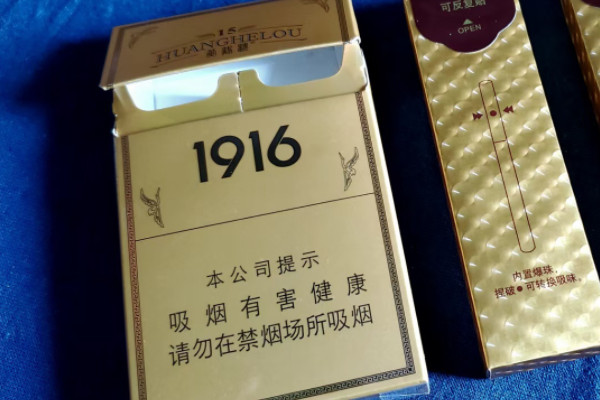 15
HUANGHELOU
黄鹤楼
1916
本公司提示
吸烟有害健康
请勿在禁烟场所吸烟
可反复贴
OPEN
内置爆珠,
捏破●可转换吸味。